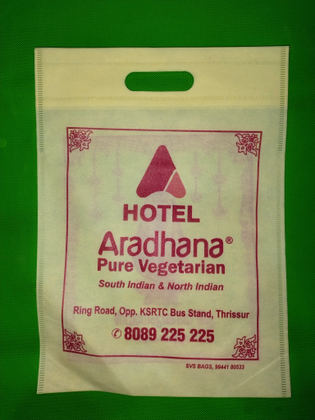 HOTEL
Aradhana®
Pure Vegetarian
South Indian & North Indian
Ring Road, Opp. KSRTC Bus Stand, Thrissur
✆ 8089 225 225
SVS BAGS, 99441 80033